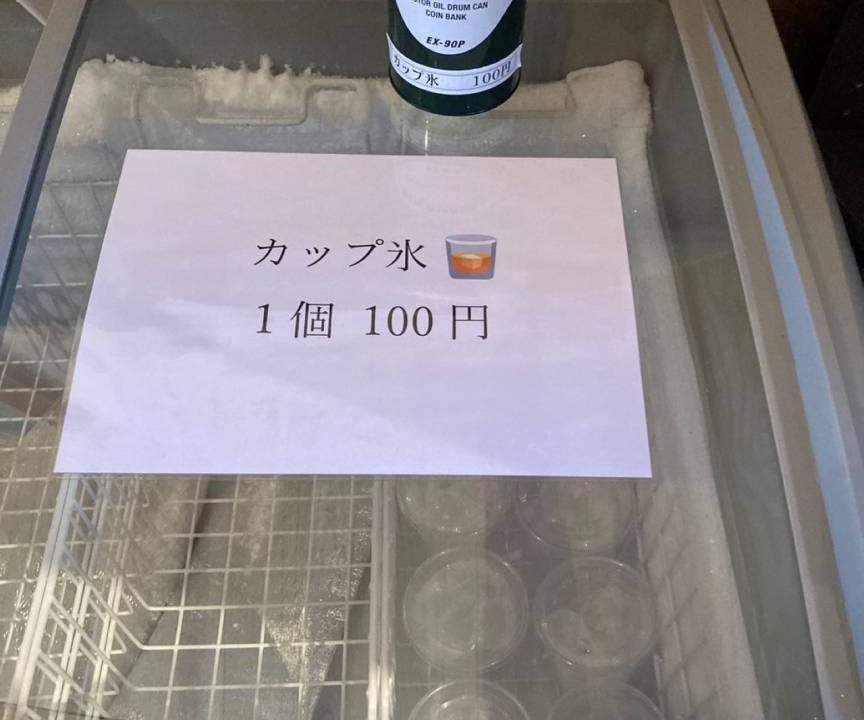 OTOR OIL DRUM CAN
COIN BANK
EX-90P
カップ氷 100円
カップ氷
1個 100円